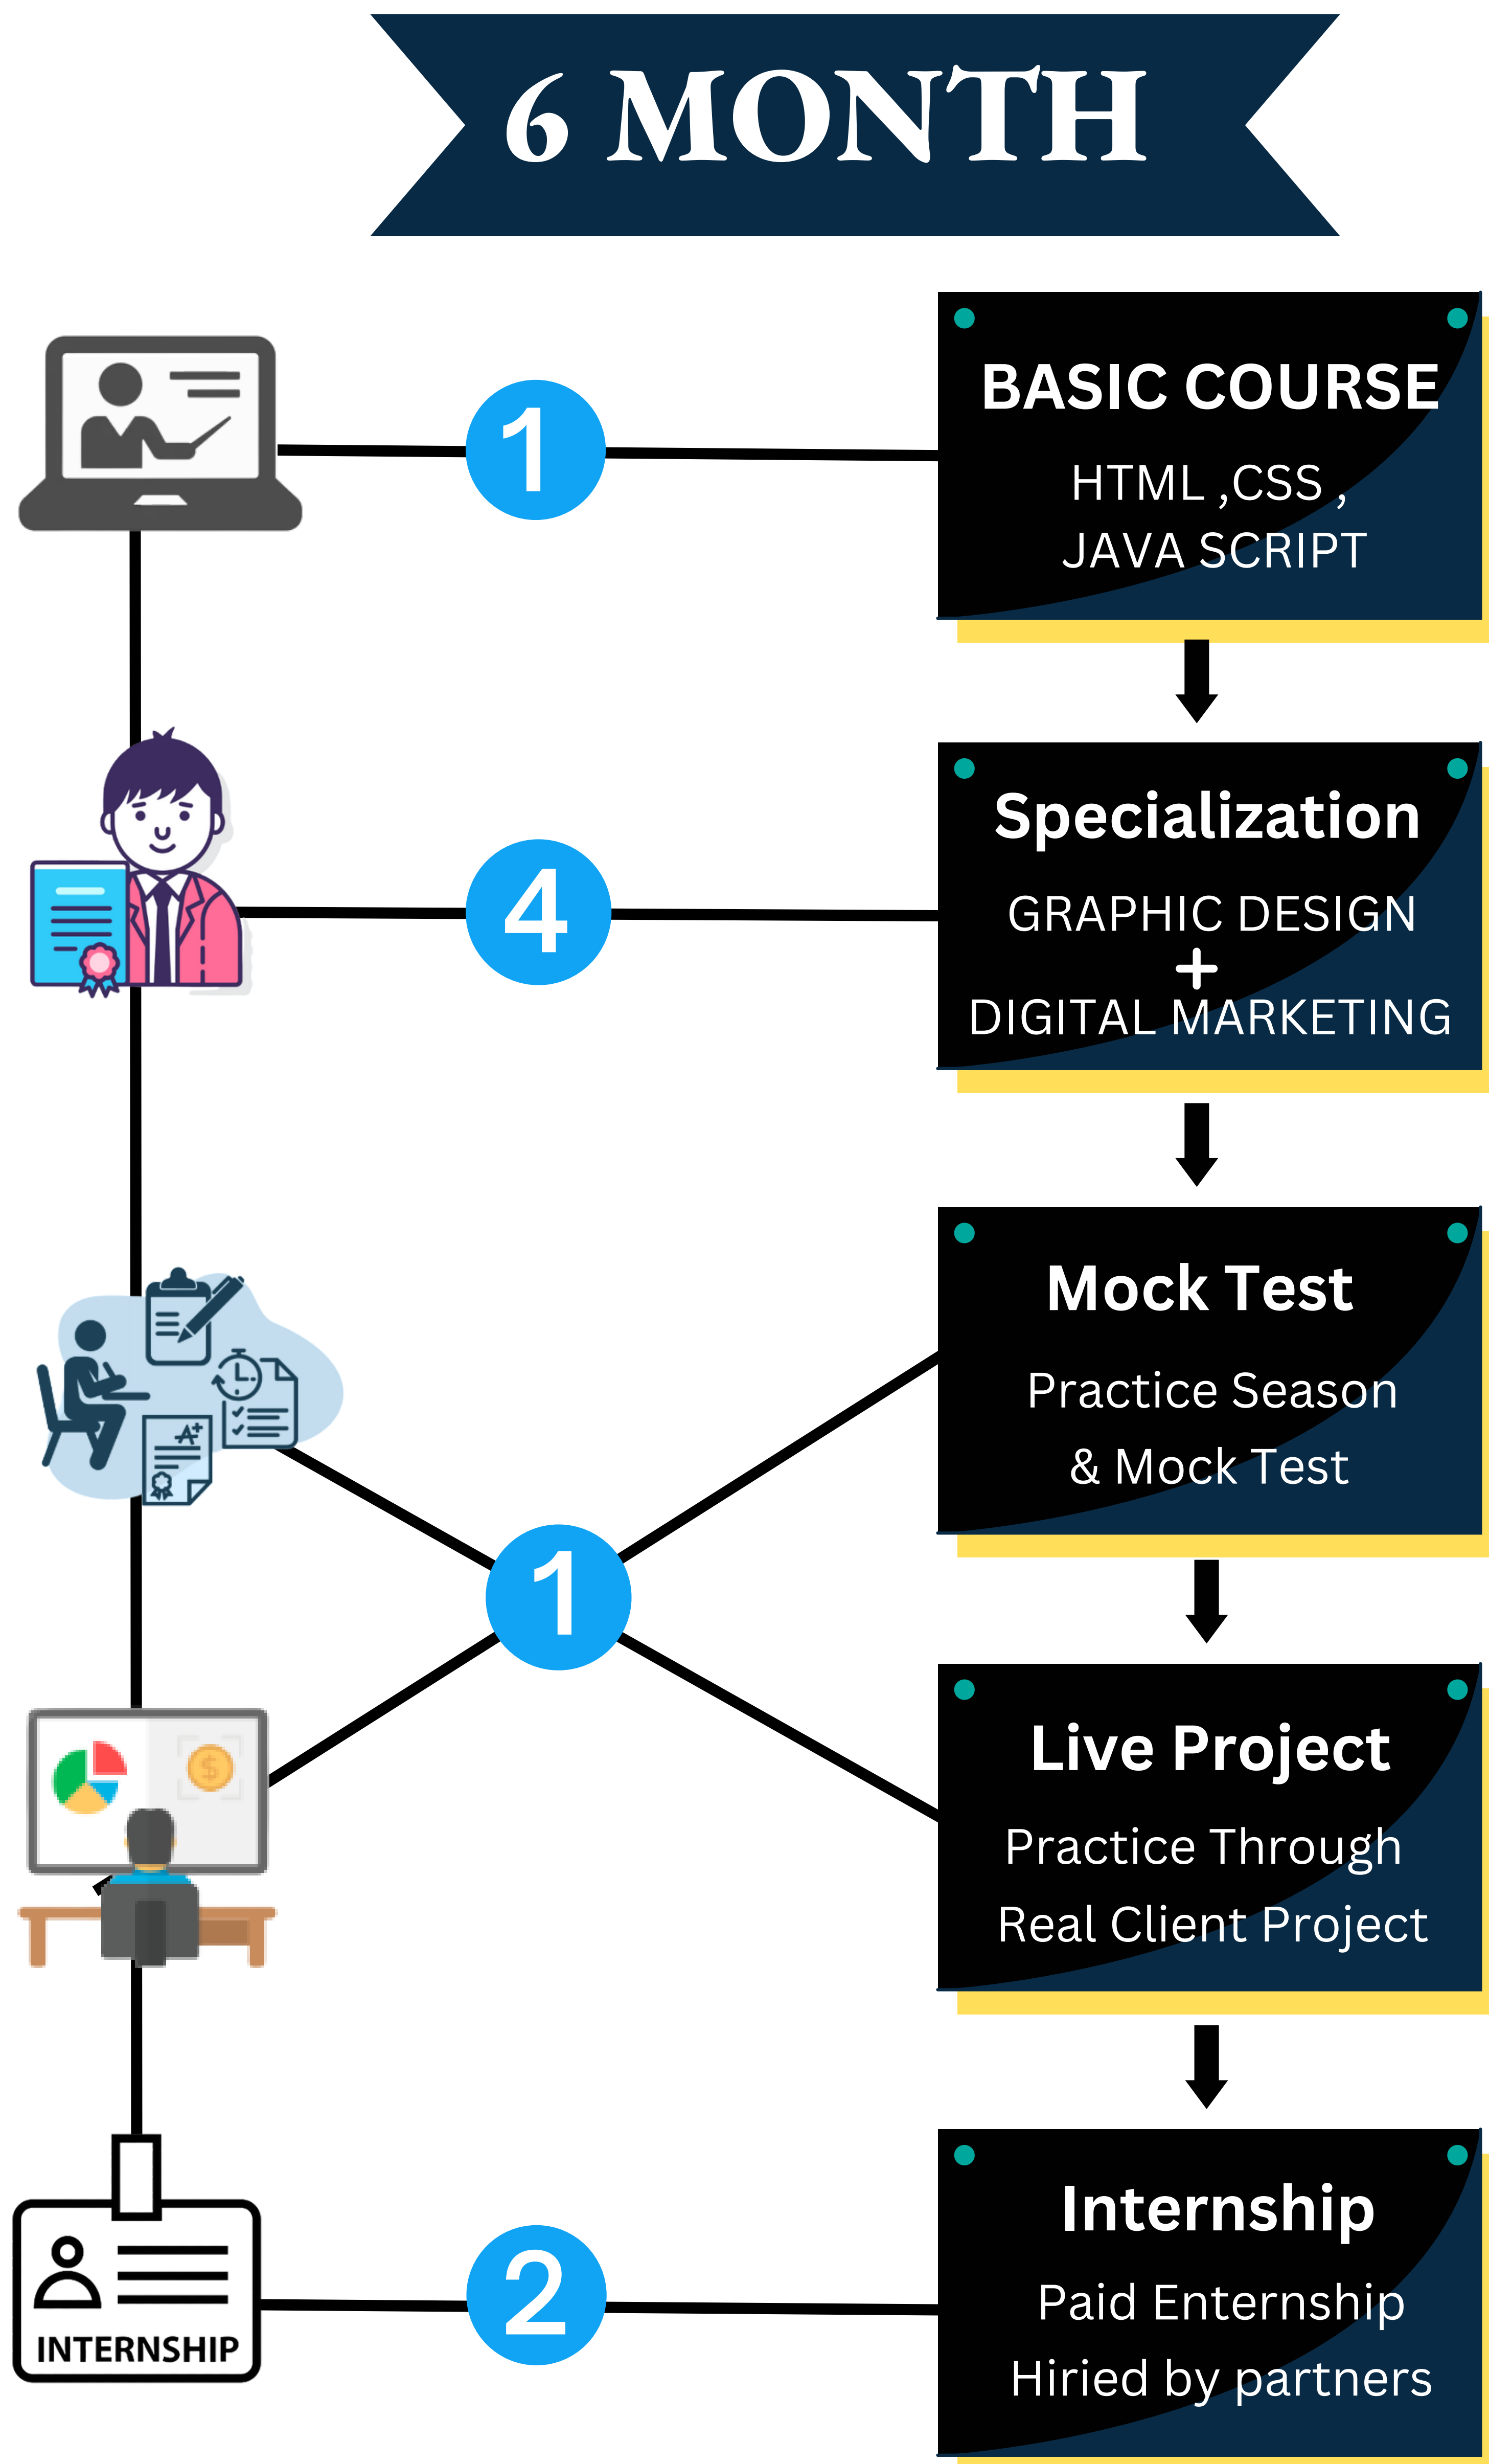 6 MONTH
1
BASIC COURSE
HTML ,CSS ,
JAVA SCRIPT
4
Specialization
GRAPHIC DESIGN
+
DIGITAL MARKETING
Mock Test
Practice Season
& Mock Test
A+
1
Live Project
Practice Through
Real Client Project
$
INTERNSHIP
2
Internship
Paid Enternship
Hiried by partners